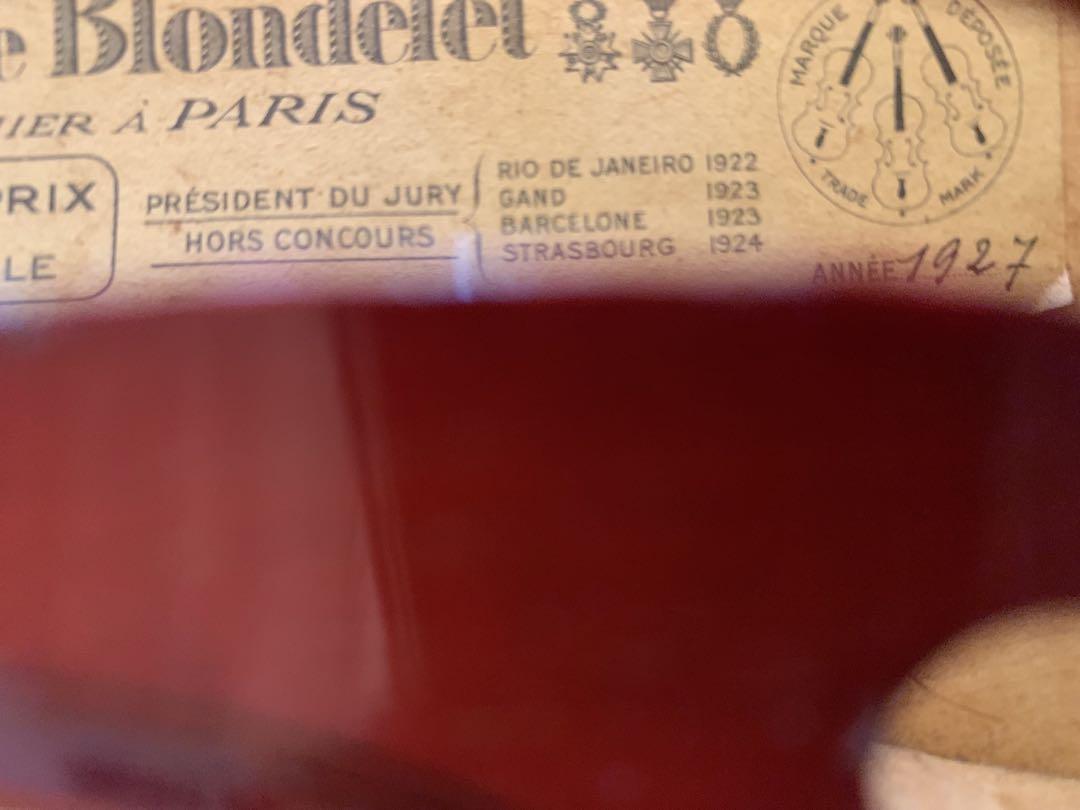 e Blondelet
IER À PARIS
PRIX
LE
PRÉSIDENT DU JURY
HORS CONCOURS
RIO DE JANEIRO 1922
GAND 1923
BARCELONE 1923
STRASBOURG 1924
MARQUE DÉPOSÉE
TRADE MARK
ANNÉE 1927